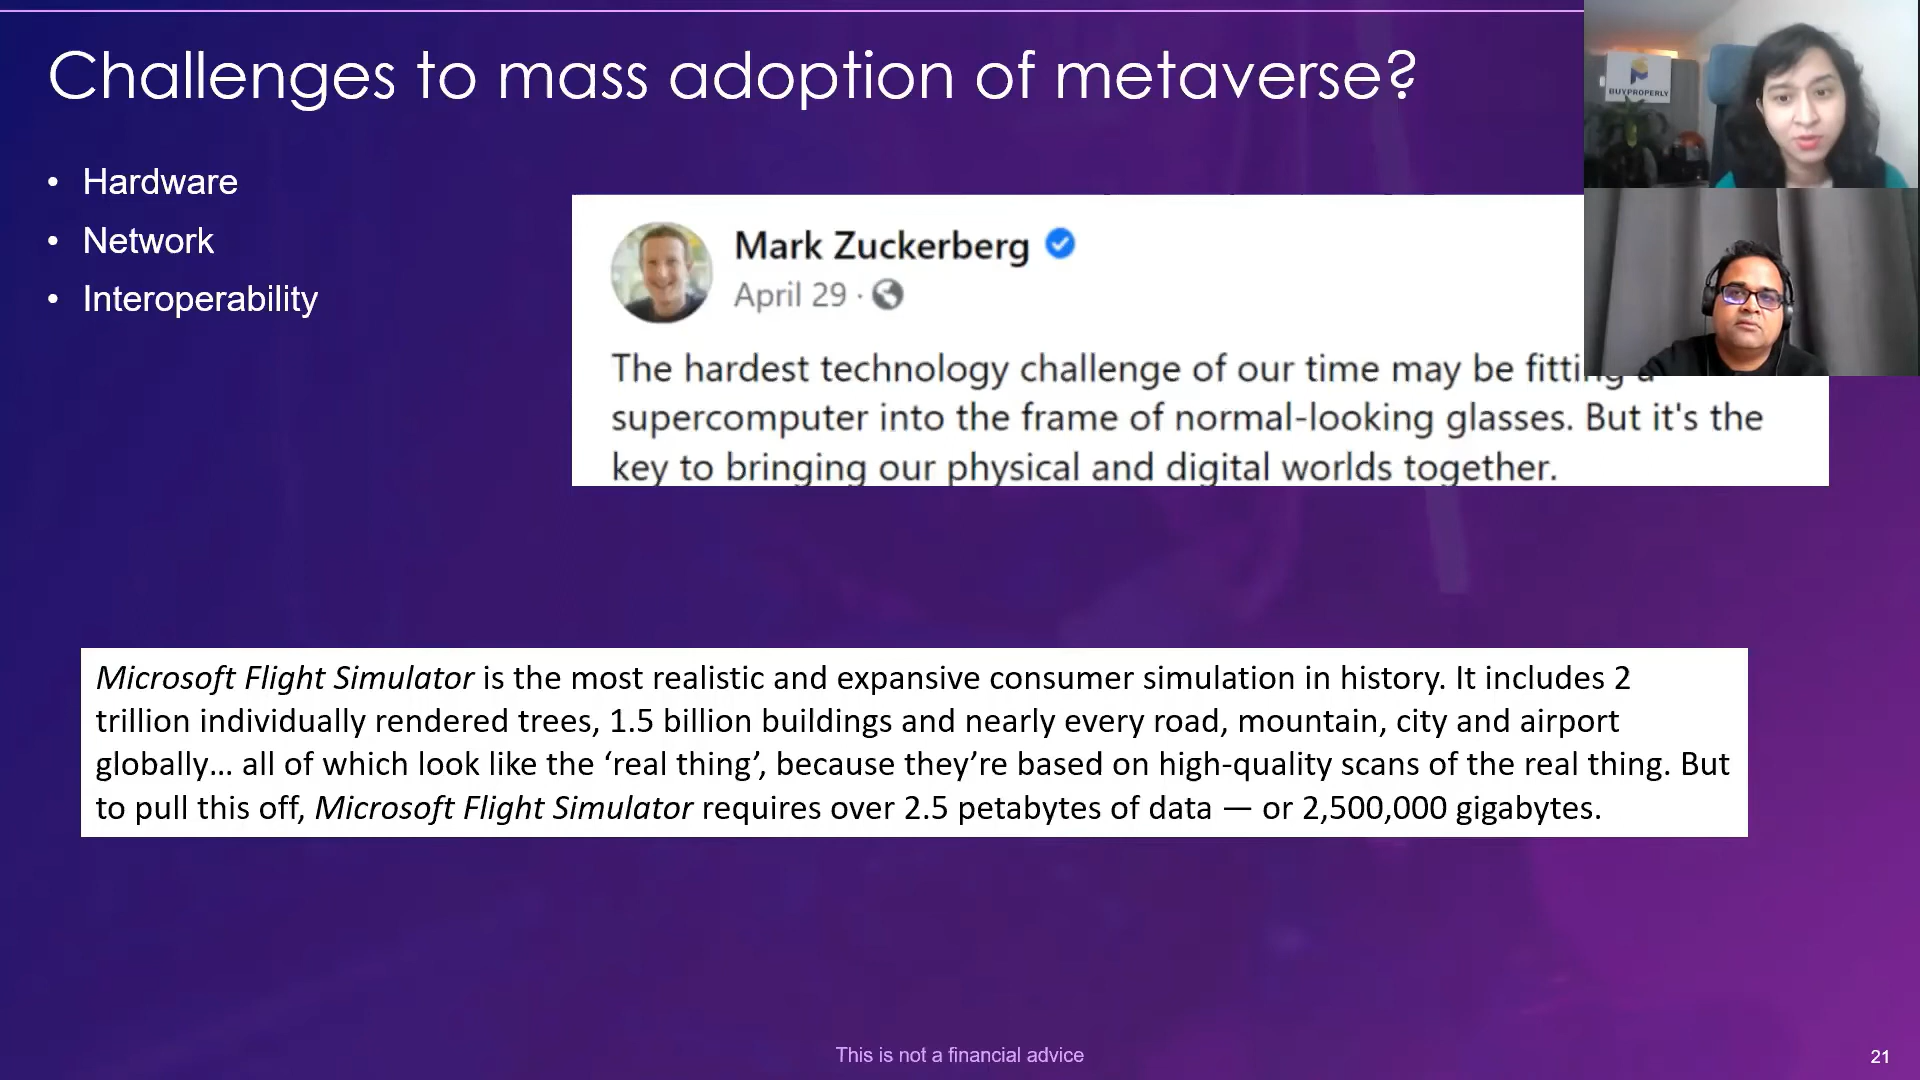 Challenges to mass adoption of metaverse?
• Hardware
• Network
• Interoperability
Mark Zuckerberg
April 29 ·
The hardest technology challenge of our time may be fitting a
supercomputer into the frame of normal-looking glasses. But it's the
key to bringing our physical and digital worlds together.
Microsoft Flight Simulator is the most realistic and expansive consumer simulation in history. It includes 2
trillion individually rendered trees, 1.5 billion buildings and nearly every road, mountain, city and airport
globally… all of which look like the ‘real thing’, because they’re based on high-quality scans of the real thing. But
to pull this off, Microsoft Flight Simulator requires over 2.5 petabytes of data — or 2,500,000 gigabytes.
This is not a financial advice
21
BUYPROPERLY